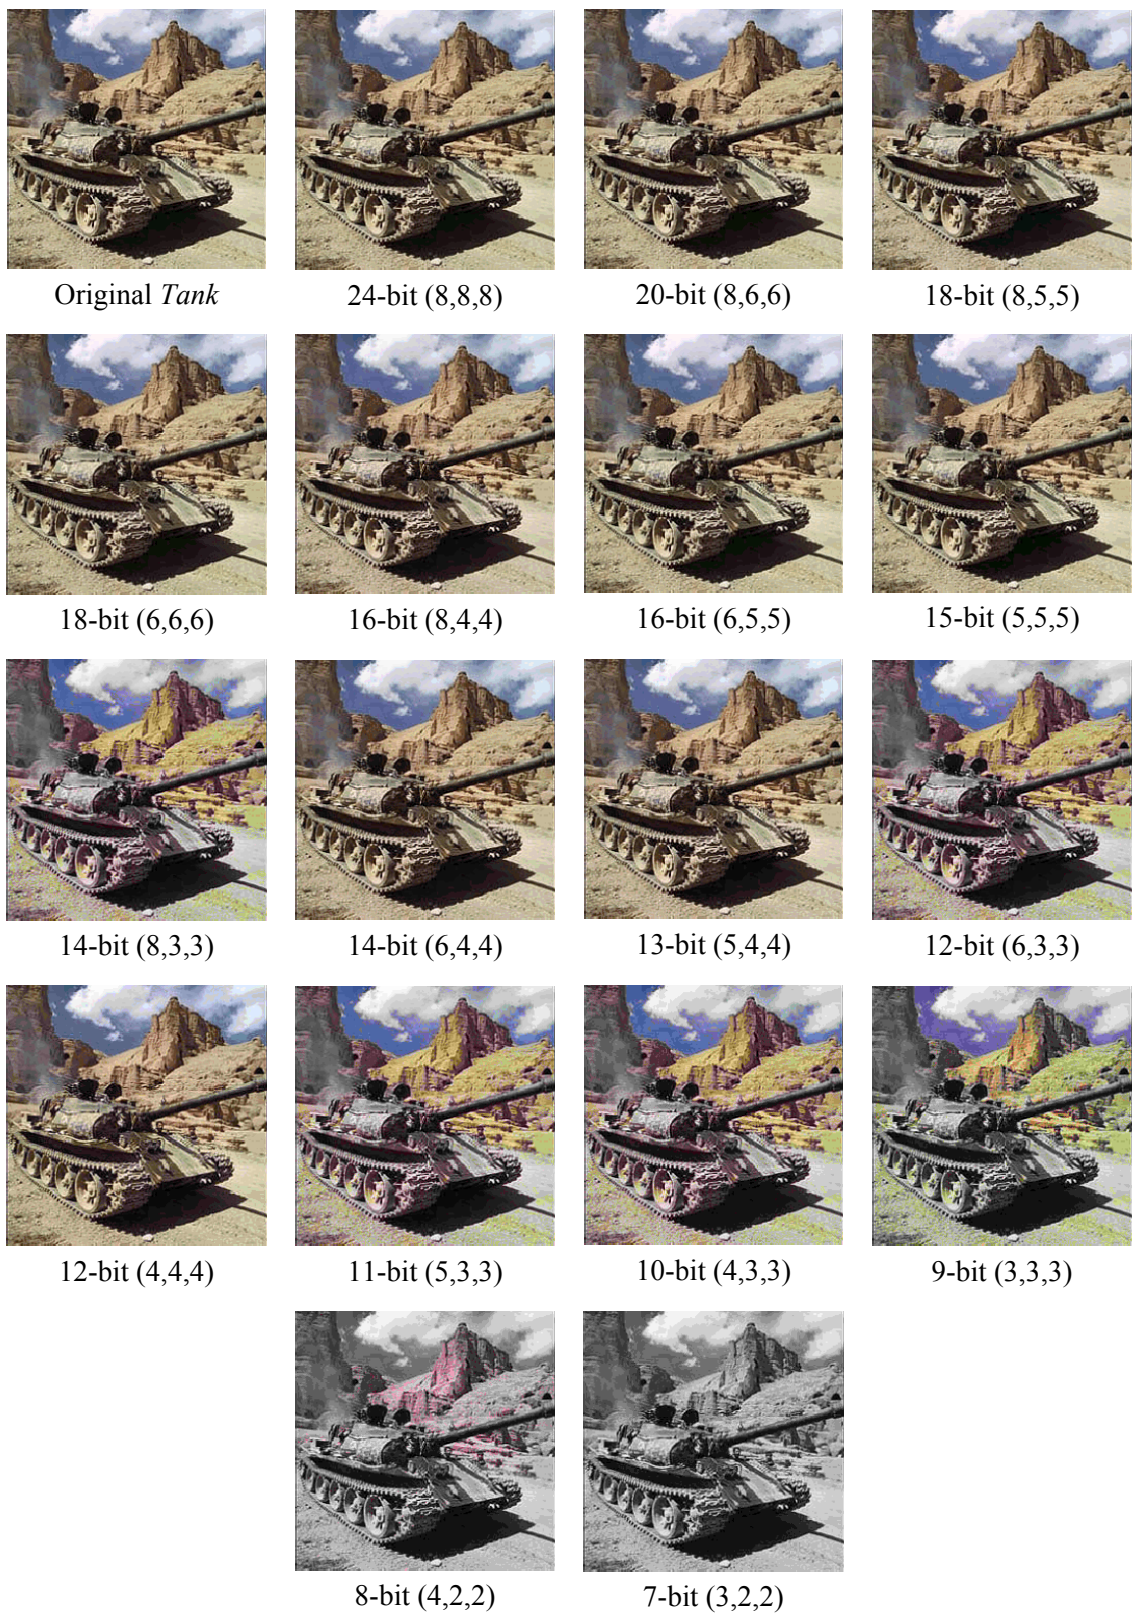 Original Tank
24-bit (8,8,8)
20-bit (8,6,6)
18-bit (8,5,5)
18-bit (6,6,6)
16-bit (8,4,4)
16-bit (6,5,5)
15-bit (5,5,5)
14-bit (8,3,3)
14-bit (6,4,4)
13-bit (5,4,4)
12-bit (6,3,3)
12-bit (4,4,4)
11-bit (5,3,3)
10-bit (4,3,3)
9-bit (3,3,3)
8-bit (4,2,2)
7-bit (3,2,2)